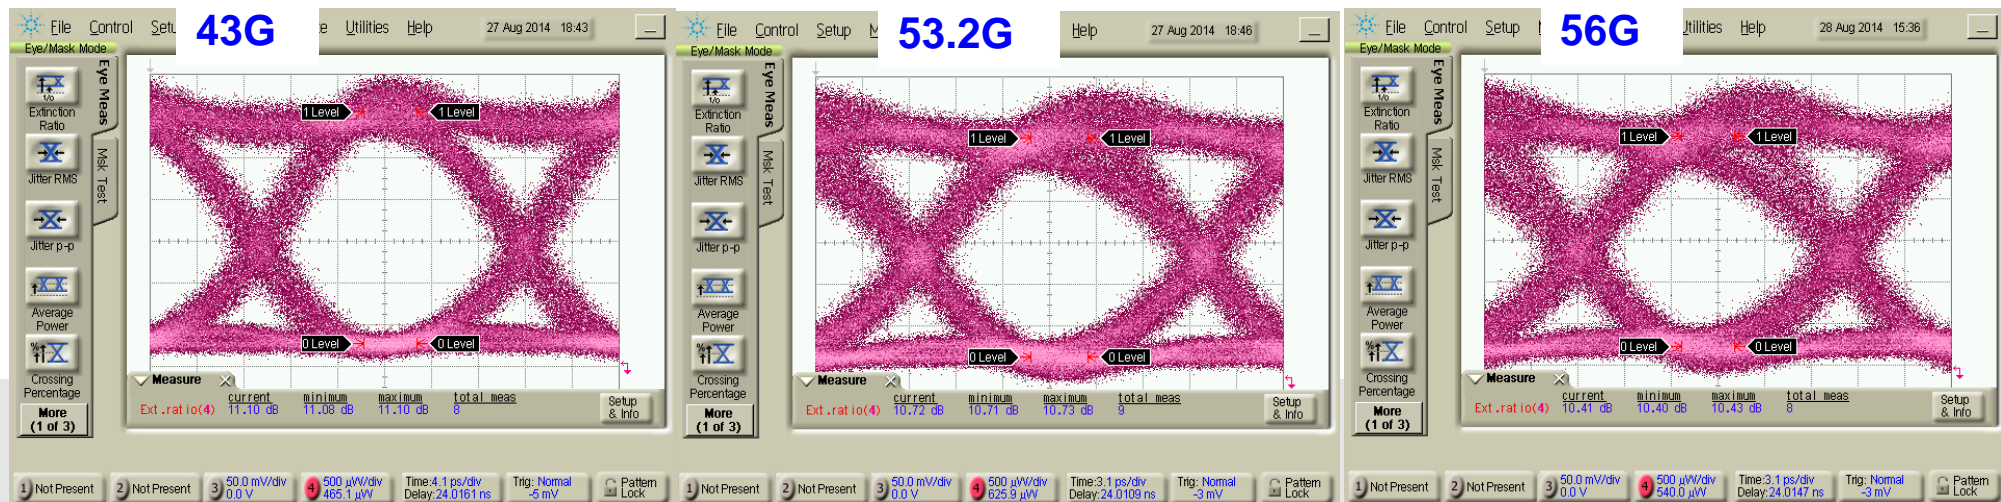 43G
File Control Setu e Utilities Help 27 Aug 2014 18:43
Eye/Mask Mode
Eye Meas
Msk Test
Extinction
Ratio
Jitter RMS
Jitter p-p
Average
Power
Crossing
Percentage
More
(1 of 3)
1 Level 1 Level
0 Level 0 Level
Measure
current minimum maximum total meas
Ext.ratio(4) 11.10 dB 11.08 dB 11.10 dB 8
Setup
& Info
1 Not Present 2 Not Present 3 50.0 mV/div 4 500 µW/div Time:4.1 ps/div Trig: Normal Pattern
0.0 V 465.1 µW Delay:24.0161 ns -5 mV Lock
53.2G
File Control Setup M Help 27 Aug 2014 18:46
Eye/Mask Mode
Eye Meas
Msk Test
Extinction
Ratio
Jitter RMS
Jitter p-p
Average
Power
Crossing
Percentage
More
(1 of 3)
1 Level 1 Level
0 Level 0 Level
Measure
current minimum maximum total meas
Ext.ratio(4) 10.72 dB 10.71 dB 10.73 dB 9
Setup
& Info
1 Not Present 2 Not Present 3 50.0 mV/div 4 500 µW/div Time:3.1 ps/div Trig: Normal Pattern
0.0 V 625.9 µW Delay:24.0109 ns -3 mV Lock
56G
File Control Setup Utilities Help 28 Aug 2014 15:36
Eye/Mask Mode
Eye Meas
Msk Test
Extinction
Ratio
Jitter RMS
Jitter p-p
Average
Power
Crossing
Percentage
More
(1 of 3)
1 Level 1 Level
0 Level 0 Level
Measure
current minimum maximum total meas
Ext.ratio(4) 10.41 dB 10.40 dB 10.43 dB 8
Setup
& Info
1 Not Present 2 Not Present 3 50.0 mV/div 4 500 µW/div Time:3.1 ps/div Trig: Normal Pattern
0.0 V 540.0 µW Delay:24.0147 ns -3 mV Lock